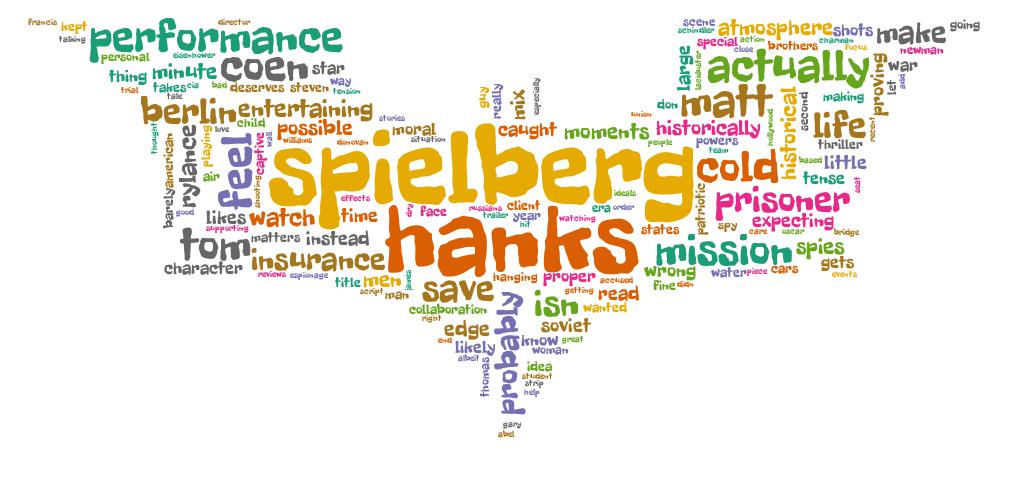 francis
kept
talking
performance
director
personal
eisenhower
thing
minute
coen
star
trial
takes
cia
bad
deserves
steven
way
tale
tension
berlin
entertaining
child
stories
thought
love
possible
moral
situation
williams
donovan
barely
american
rylance
playing
feel
wall
captive
air
shooting
good
likes
supporting
watch
time
effects
spielberg
guy
really
mix
especially
caught
moments
union
people
historically
don
matt
large
scene
schindler
special
action
close
lackluster
atmosphere
shots
brothers
charman
focus
actually
make
going
newman
war
let
add
proving
making
hollywood
historical
second
life
recent
thriller
powers
team
based
little
tense
seat
cold
prisoner
expecting
patriotic
spy
care
oscar
bridge
states
ideals
era
order
watching
client
year
hit
russians
trailer
dry
face
hanks
tom
matters
instead
character
insurance
reviews
espionage
title
men
script
man
james
mission
spies
gets
wrong
water
piece
cars
events
fine
didn
hanging
proper
accused
getting
read
save
collaboration
right
isn
wanted
edge
soviet
end
likely
albeit
probably
know
great
woman
thomas
idea
student
strip
help
gary
abel